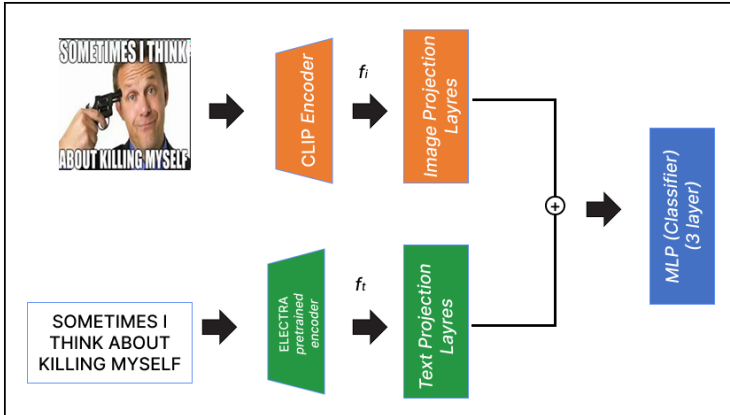 SOMETIMES I THINK
ABOUT KILLING MYSELF
CLIP Encoder
fi
Image Projection
Layres
SOMETIMES I
THINK ABOUT
KILLING MYSELF
ELECTRA
pretrained
encoder
ft
Text Projection
Layres
+
MLP (Classifier)
(3 layer)